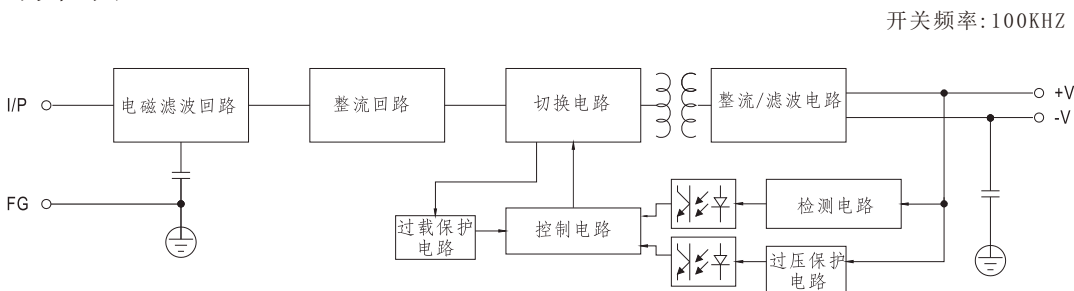 开关频率:100KHZ
I/P
电磁滤波回路
整流回路
切换电路
整流/滤波电路
+V
-V
FG
过载保护
电路
控制电路
检测电路
过压保护
电路